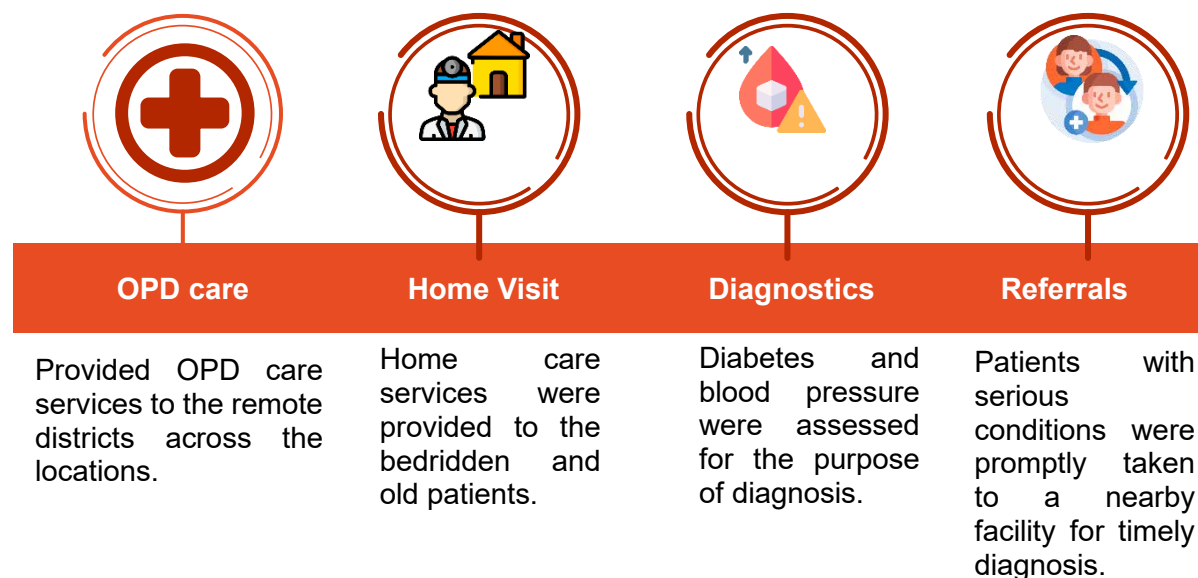 OPD care
Provided OPD care
services to the remote
districts across the
locations.
Home Visit
Home care
services were
provided to the
bedridden and
old patients.
Diagnostics
Diabetes and
blood pressure
were assessed
for the purpose
of diagnosis.
Referrals
Patients with
serious
conditions were
promptly taken
to a nearby
facility for timely
diagnosis.